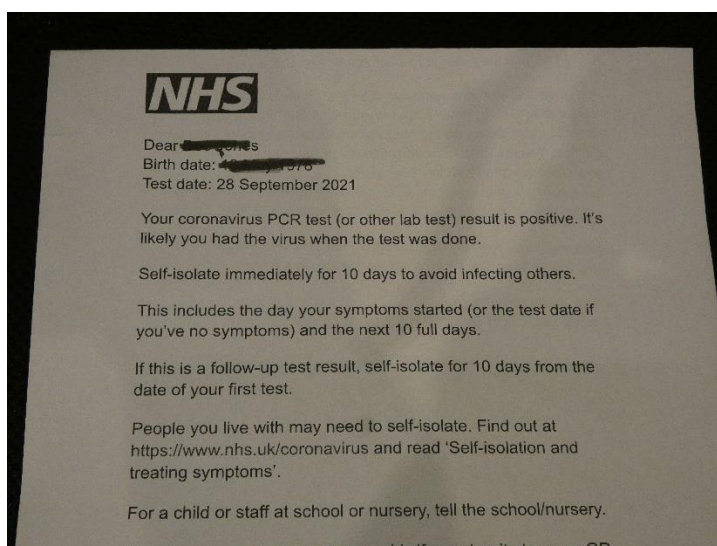 NHS
Dear
Birth date:
Test date: 28 September 2021
Your coronavirus PCR test (or other lab test) result is positive. It's
likely you had the virus when the test was done.
Self-isolate immediately for 10 days to avoid infecting others.
This includes the day your symptoms started (or the test date if
you've no symptoms) and the next 10 full days.
If this is a follow-up test result, self-isolate for 10 days from the
date of your first test.
People you live with may need to self-isolate. Find out at
https://www.nhs.uk/coronavirus and read 'Self-isolation and
treating symptoms'.
For a child or staff at school or nursery, tell the school/nursery.